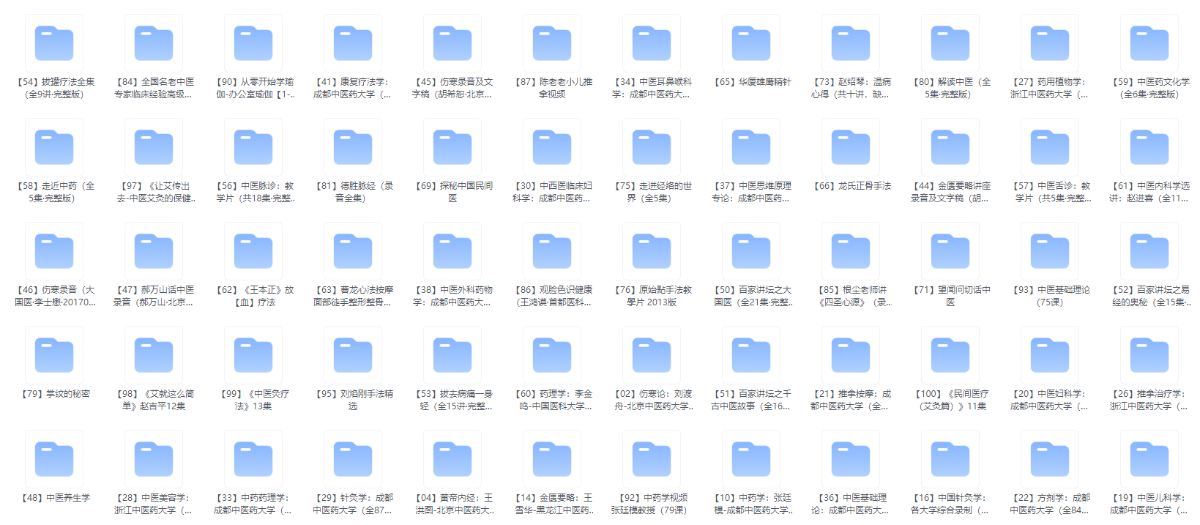 【54】拔罐疗法全集
（全9讲·完整版）
【84】全国名老中医
专家临床经验高级...
【90】从零开始学瑜
伽-办公室瑜伽【1-..
【41】康复疗法学：
成都中医药大学（...
【45】伤寒录音及文
字稿（胡希恕·北京...
【87】陈老老小儿推
拿视频
【34】中医耳鼻喉科
学：成都中医药大...
【65】华厦雄鹰精针
【73】赵绍琴：温病
心得（共十讲，缺...
【80】解读中医（全
5集·完整版）
【27】药用植物学：
浙江中医药大学（...
【59】中医药文化学
（全6集·完整版）
【58】走近中药（全
5集·完整版）
【97】《让艾传出
去-中医艾灸的保健..
【56】中医脉诊：教
学片（共18集·完整..
【81】德胜脉经（录
音全集）
【69】探秘中国民间
医
【30】中西医临床妇
科学：成都中医药...
【75】走进经络的世
界（全5集）
【37】中医思维原理
专论：成都中医药...
【66】龙氏正骨手法
【44】金匮要略讲座
录音及文字稿（胡...
【57】中医舌诊：教
学片（共5集·完整..
【61】中医内科学选
讲：赵进喜（全11...
【46】伤寒录音（大
国医·李士懋·20170...
【47】郝万山话中医
录音（郝万山·北京...
【62】《王本正》放
【血】疗法
【63】曹龙心法按摩
面部徒手整形整骨...
【38】中医外科药物
学：成都中医药大...
【86】观脸色识健康
(王鸿谟·首都医科...
【76】原始點手法教
學片 2013版
【50】百家讲坛之大
国医（全21集·完整..
【85】根尘老师讲
《四圣心源》（录...
【71】望闻问切话中
医
【93】中医基础理论
(75课）
【52】百家讲坛之易
经的奥秘（全15集·..
【79】掌纹的秘密
【98】《艾就这么简
单》赵吉平12集
【99】《中医灸疗
法》13集
【95】刘焰刚手法精
选
【53】拔去病痛一身
轻（全15讲·完整...
【60】药理学：李金
鸣-中国医科大学...
【02】伤寒论：刘渡
舟-北京中医药大学..
【51】百家讲坛之千
古中医故事（全16...
【21】推拿按摩：成
都中医药大学（全...
【100】《民间医疗
（艾灸篇）》11集
【20】中医妇科学：
成都中医药大学（...
【26】推拿治疗学：
浙江中医药大学（...
【48】中医养生学
【28】中医美容学：
浙江中医药大学（...
【33】中药药理学：
成都中医药大学（...
【29】针灸学：成都
中医药大学（全87...
【04】黄帝内经：王
洪图-北京中医药大..
【14】金匮要略：王
雪华-黑龙江中医药..
【92】中药学视频
张廷模教授（79课）
【10】中药学：张廷
模-成都中医药大学..
【36】中医基础理
论：成都中医药大...
【16】中国针灸学：
各大学综合录制（...
【22】方剂学：成都
中医药大学（全84...
【19】中医儿科学：
成都中医药大学（...